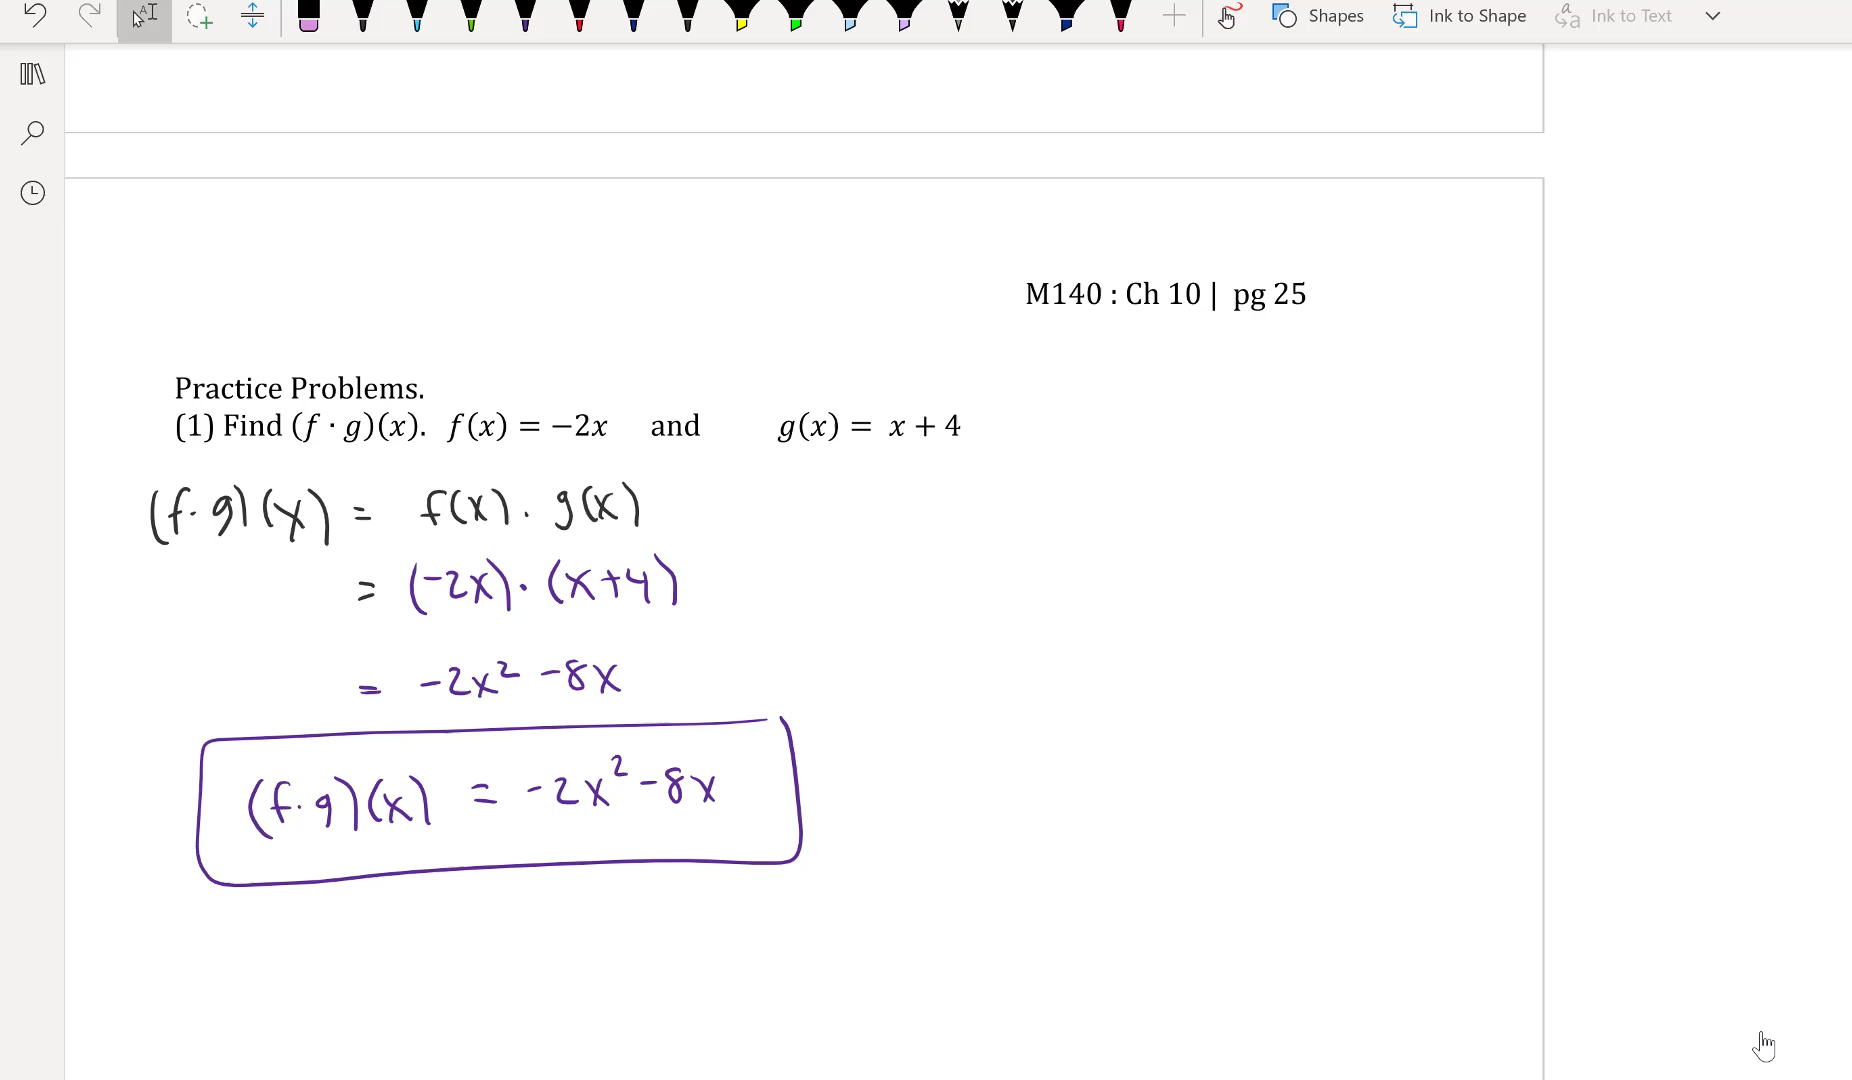 Shapes Ink to Shape Ink to Text
M140 : Ch 10 | pg 25
Practice Problems.
(1) Find (f · g)(x). f(x) = −2x and g(x) = x + 4
(f·g)(x) = f(x) · g(x)
= (-2x) · (x+4)
= -2x² -8x
(f·g)(x) = -2x² -8x